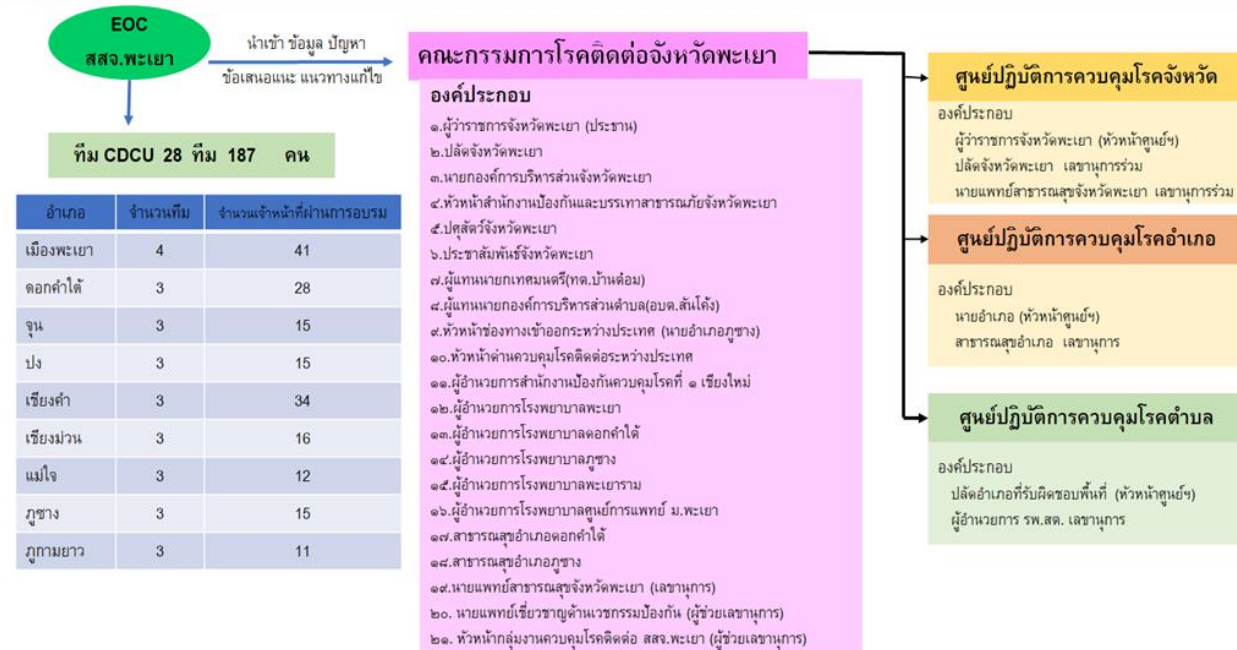 EOC
สสจ.พะเยา
นำเข้า ข้อมูล ปัญหา
ข้อเสนอแนะ แนวทางแก้ไข
ทีม CDCU 28 ทีม 187 คน
อำเภอ จำนวนทีม จำนวนเจ้าหน้าที่ผ่านการอบรม
เมืองพะเยา 4 41
ดอกคำใต้ 3 28
จุน 3 15
ปง 3 15
เชียงคำ 3 34
เชียงม่วน 3 16
แม่ใจ 3 12
ภูซาง 3 15
ภูกามยาว 3 11
คณะกรรมการโรคติดต่อจังหวัดพะเยา
องค์ประกอบ
๑.ผู้ว่าราชการจังหวัดพะเยา (ประธาน)
๒.ปลัดจังหวัดพะเยา
๓.นายกองค์การบริหารส่วนจังหวัดพะเยา
๔.หัวหน้าสำนักงานป้องกันและบรรเทาสาธารณภัยจังหวัดพะเยา
๕.ปศุสัตว์จังหวัดพะเยา
๖.ประชาสัมพันธ์จังหวัดพะเยา
๗.ผู้แทนนายกเทศมนตรี(ทต.บ้านต๋อม)
๘.ผู้แทนนายกองค์การบริหารส่วนตำบล(อบต.สันโค้ง)
๙.หัวหน้าช่องทางเข้าออกระหว่างประเทศ (นายอำเภอภูซาง)
๑๐.หัวหน้าด่านควบคุมโรคติดต่อระหว่างประเทศ
๑๑.ผู้อำนวยการสำนักงานป้องกันควบคุมโรคที่ ๑ เชียงใหม่
๑๒.ผู้อำนวยการโรงพยาบาลพะเยา
๑๓.ผู้อำนวยการโรงพยาบาลดอกคำใต้
๑๔.ผู้อำนวยการโรงพยาบาลภูซาง
๑๕.ผู้อำนวยการโรงพยาบาลพะเยาราม
๑๖.ผู้อำนวยการโรงพยาบาลศูนย์การแพทย์ ม.พะเยา
๑๗.สาธารณสุขอำเภอดอกคำใต้
๑๘.สาธารณสุขอำเภอภูซาง
๑๙.นายแพทย์สาธารณสุขจังหวัดพะเยา (เลขานุการ)
๒๐. นายแพทย์เชี่ยวชาญด้านเวชกรรมป้องกัน (ผู้ช่วยเลขานุการ)
๒๑. หัวหน้ากลุ่มงานควบคุมโรคติดต่อ สสจ.พะเยา (ผู้ช่วยเลขานุการ)
ศูนย์ปฏิบัติการควบคุมโรคจังหวัด
องค์ประกอบ
ผู้ว่าราชการจังหวัดพะเยา (หัวหน้าศูนย์ฯ)
ปลัดจังหวัดพะเยา เลขานุการร่วม
นายแพทย์สาธารณสุขจังหวัดพะเยา เลขานุการร่วม
ศูนย์ปฏิบัติการควบคุมโรคอำเภอ
องค์ประกอบ
นายอำเภอ (หัวหน้าศูนย์ฯ)
สาธารณสุขอำเภอ เลขานุการ
ศูนย์ปฏิบัติการควบคุมโรคตำบล
องค์ประกอบ
ปลัดอำเภอที่รับผิดชอบพื้นที่ (หัวหน้าศูนย์ฯ)
ผู้อำนวยการ รพ.สต. เลขานุการ